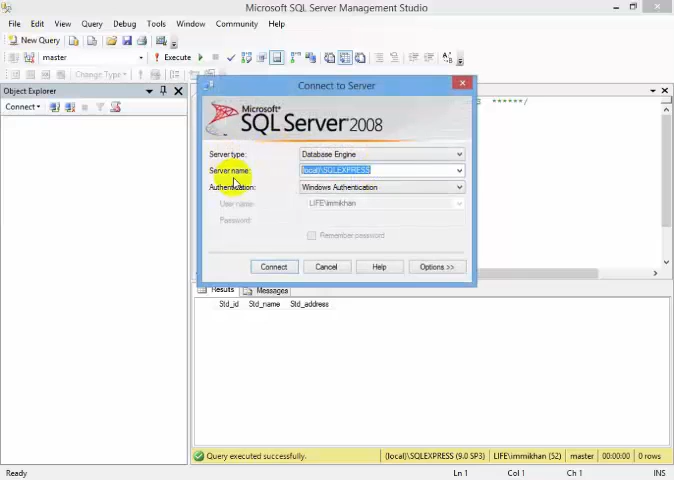 Microsoft SQL Server Management Studio
File Edit View Query Debug Tools Window Community Help
New Query
master Execute Debug
Change Type
Object Explorer
Connect
******/
Connect to Server
Microsoft
SQL Server 2008
Server type: Database Engine
Server name: (local)\SQLEXPRESS
Authentication: Windows Authentication
User name: LIFE\immikhan
Password:
Remember password
Connect Cancel Help Options >>
Results Messages
Std_id Std_name Std_address
Query executed successfully. (local)\SQLEXPRESS (9.0 SP3) LIFE\immikhan (52) master 00:00:00 0 rows
Ready Ln 1 Col 1 Ch 1 INS